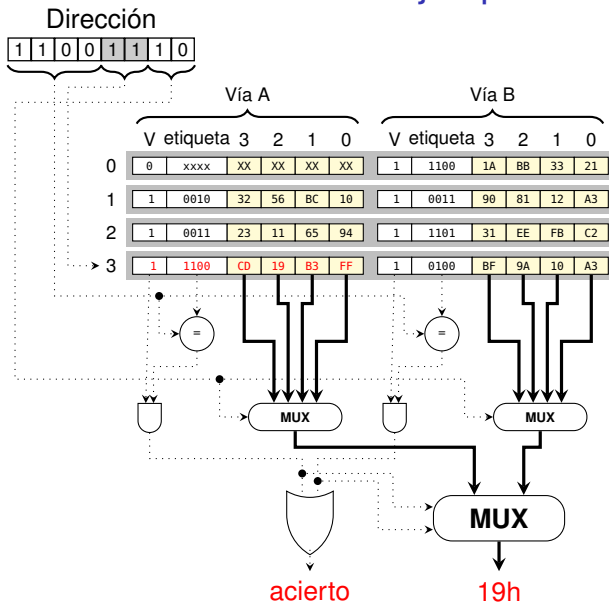 Dirección
1 1 0 0 1 1 1 0
Vía A Vía B
V etiqueta 3 2 1 0 V etiqueta 3 2 1 0
0 0 xxxx XX XX XX XX 1 1100 1A BB 33 21
1 1 0010 32 56 BC 10 1 0011 90 81 12 A3
2 1 0011 23 11 65 94 1 1101 31 EE FB C2
3 1 1100 CD 19 B3 FF 1 0100 BF 9A 10 A3
= =
MUX MUX
MUX
acierto 19h